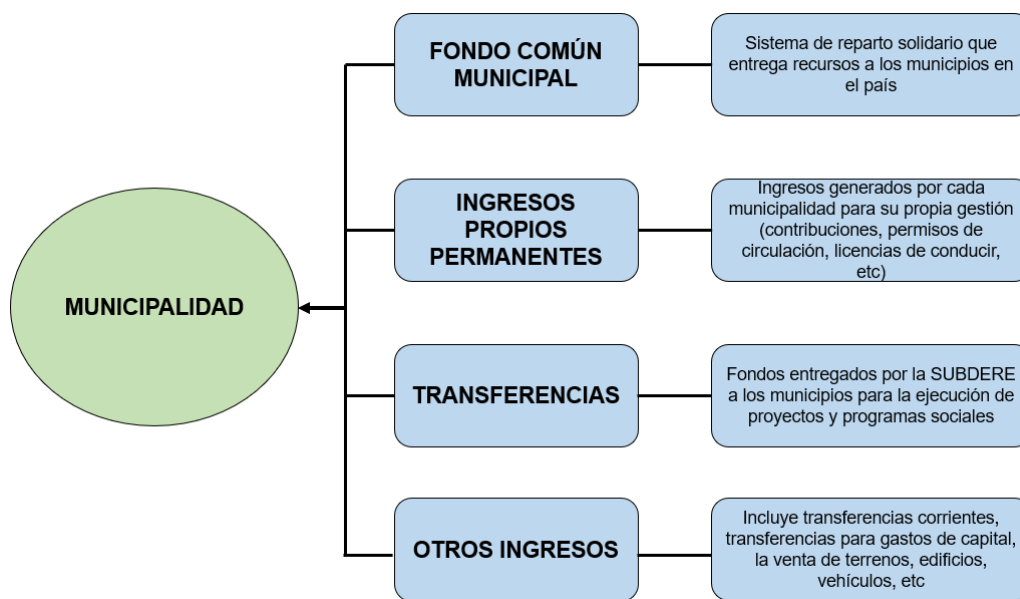 MUNICIPALIDAD
FONDO COMÚN
MUNICIPAL
Sistema de reparto solidario que
entrega recursos a los municipios en
el país
INGRESOS
PROPIOS
PERMANENTES
Ingresos generados por cada
municipalidad para su propia gestión
(contribuciones, permisos de
circulación, licencias de conducir,
etc)
TRANSFERENCIAS
Fondos entregados por la SUBDERE
a los municipios para la ejecución de
proyectos y programas sociales
OTROS INGRESOS
Incluye transferencias corrientes,
transferencias para gastos de capital,
la venta de terrenos, edificios,
vehículos, etc